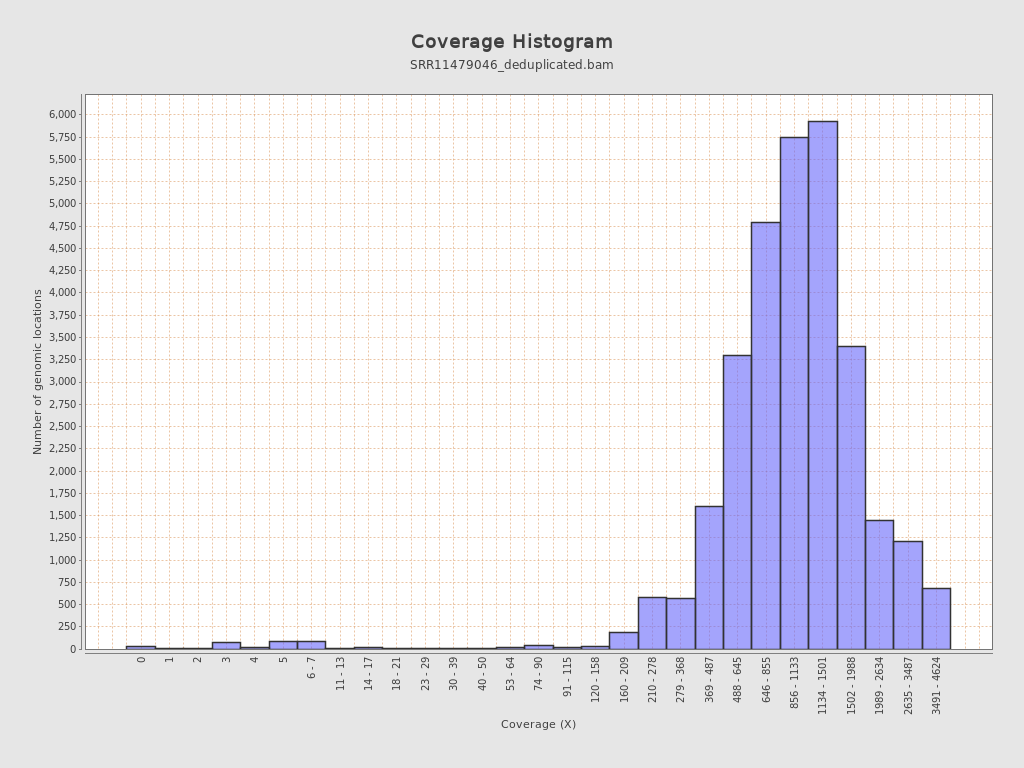 Coverage Histogram
SRR11479046_deduplicated.bam
Number of genomic locations
6,000
5,750
5,500
5,250
5,000
4,750
4,500
4,250
4,000
3,750
3,500
3,250
3,000
2,750
2,500
2,250
2,000
1,750
1,500
1,250
1,000
750
500
250
0
0
1
2
3
4
5
6 - 7
11 - 13
14 - 17
18 - 21
23 - 29
30 - 39
40 - 50
53 - 64
74 - 90
91 - 115
120 - 158
160 - 209
210 - 278
279 - 368
369 - 487
488 - 645
646 - 855
856 - 1133
1134 - 1501
1502 - 1988
1989 - 2634
2635 - 3487
3491 - 4624
Coverage (X)